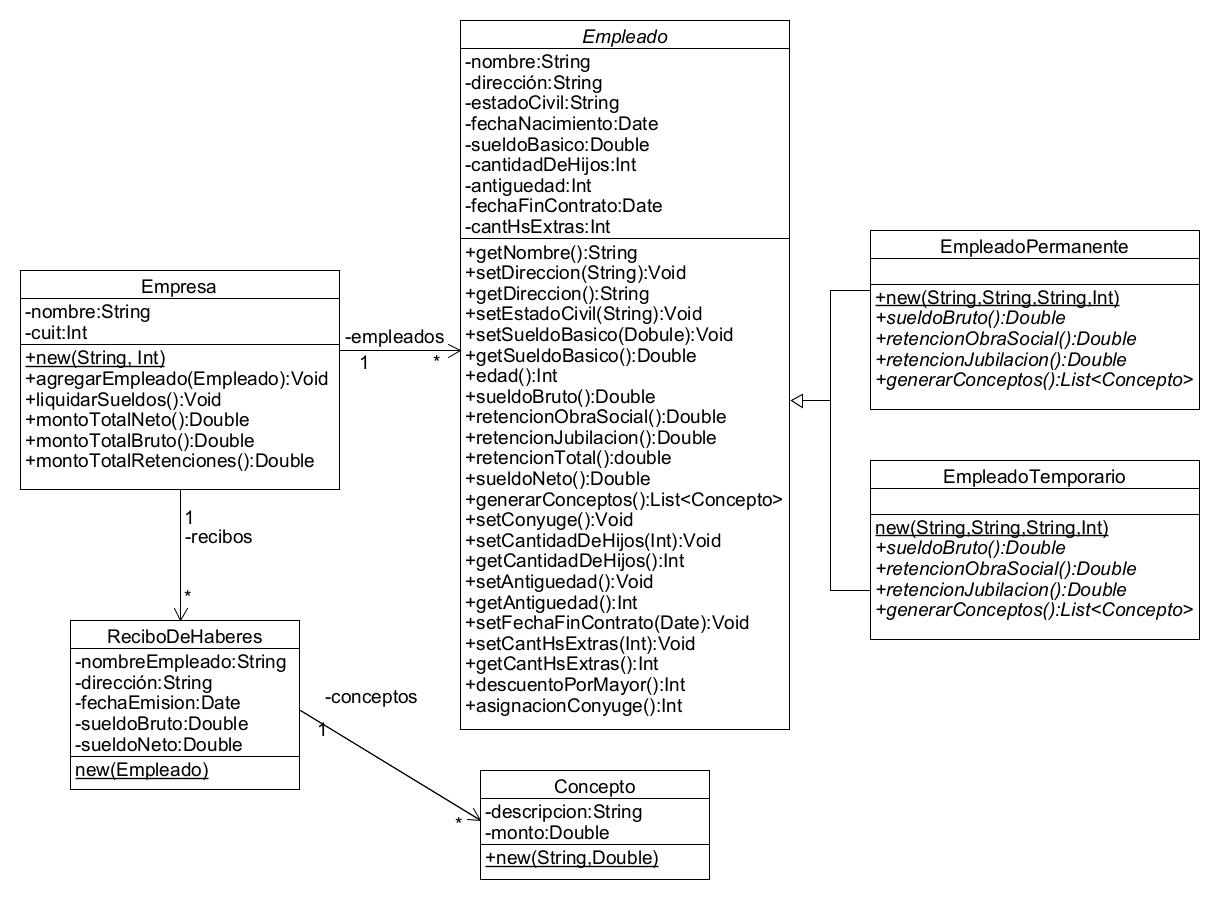 Empleado
-nombre:String
-dirección:String
-estadoCivil:String
-fechaNacimiento:Date
-sueldoBasico:Double
-cantidadDeHijos:Int
-antiguedad:Int
-fechaFinContrato:Date
-cantHsExtras:Int
+getNombre():String
+setDireccion(String):Void
+getDireccion():String
+setEstadoCivil(String):Void
+setSueldoBasico(Dobule):Void
+getSueldoBasico():Double
+edad():Int
+sueldoBruto():Double
+retencionObraSocial():Double
+retencionJubilacion():Double
+retencionTotal():double
+sueldoNeto():Double
+generarConceptos():List<Concepto>
+setConyuge():Void
+setCantidadDeHijos(Int):Void
+getCantidadDeHijos():Int
+setAntiguedad():Void
+getAntiguedad():Int
+setFechaFinContrato(Date):Void
+setCantHsExtras(Int):Void
+getCantHsExtras():Int
+descuentoPorMayor():Int
+asignacionConyuge():Int
Empresa
-nombre:String
-cuit:Int
+new(String, Int)
+agregarEmpleado(Empleado):Void
+liquidarSueldos():Void
+montoTotalNeto():Double
+montoTotalBruto():Double
+montoTotalRetenciones():Double
-empleados
1
*
EmpleadoPermanente
+new(String,String,String,Int)
+sueldoBruto():Double
+retencionObraSocial():Double
+retencionJubilacion():Double
+generarConceptos():List<Concepto>
EmpleadoTemporario
new(String,String,String,Int)
+sueldoBruto():Double
+retencionObraSocial():Double
+retencionJubilacion():Double
+generarConceptos():List<Concepto>
1
-recibos
*
ReciboDeHaberes
-nombreEmpleado:String
-dirección:String
-fechaEmision:Date
-sueldoBruto:Double
-sueldoNeto:Double
new(Empleado)
-conceptos
1
*
Concepto
-descripcion:String
-monto:Double
+new(String,Double)